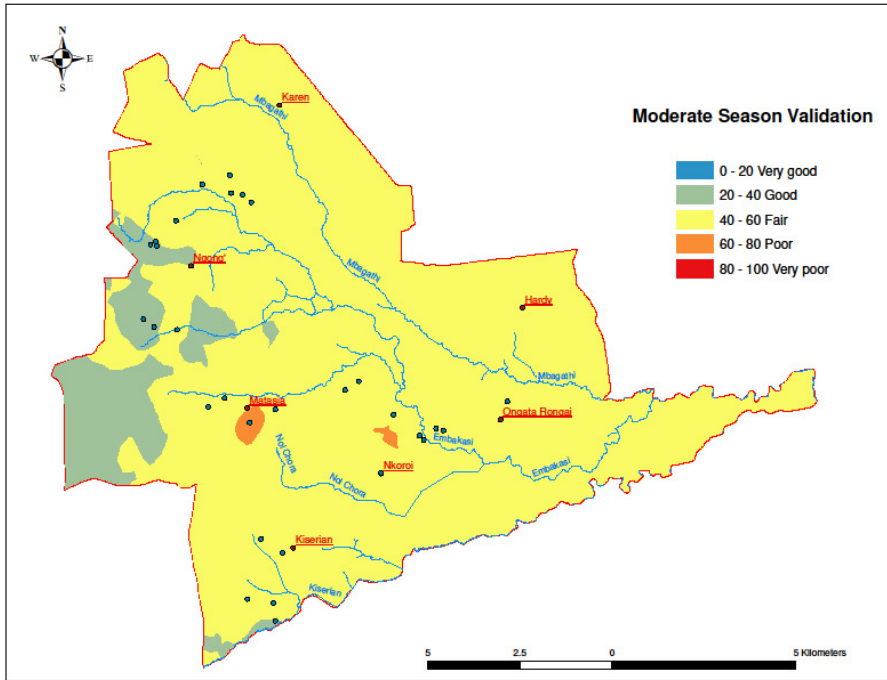 N
W E
S
Karen
Mbagathi
Moderate Season Validation
0 - 20 Very good
20 - 40 Good
40 - 60 Fair
60 - 80 Poor
80 - 100 Very poor
Ngong'
Mbagathi
Hardy
Mbagathi
Matasia
Ongata Rongai
Embakasi
Nol Chora
Embakasi
Nkoroi
Nol Chora
Kiserian
Kiserian
5 2.5 0 5 Kilometers